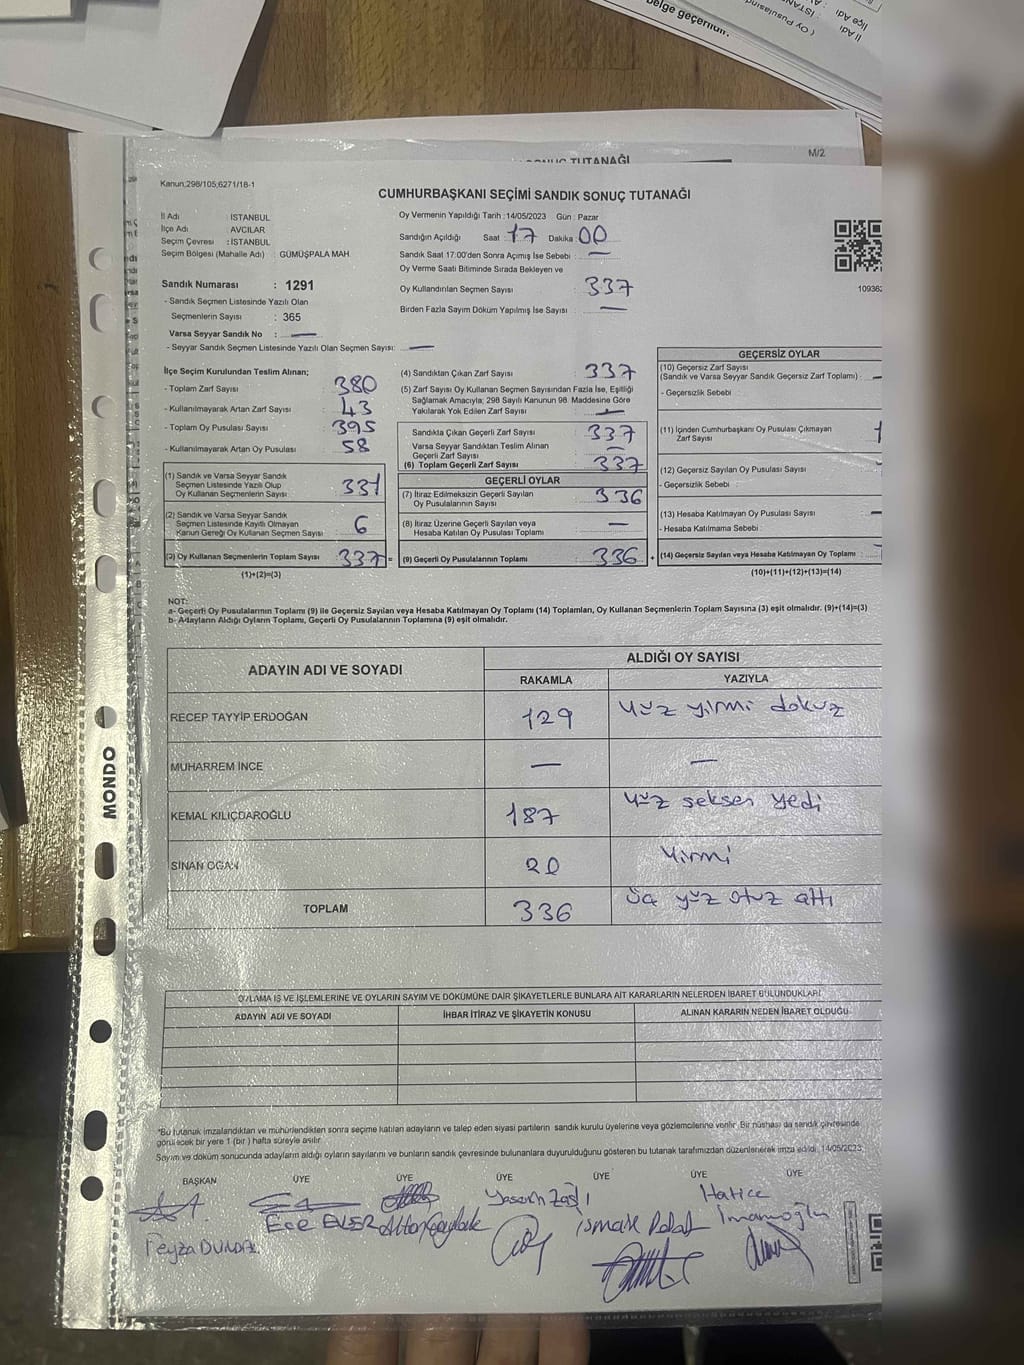 belge geçerlidir.
SONUÇ TUTANAĞI
M/2
Kanun;298/105;6271/18-1
CUMHURBAŞKANI SEÇİMİ SANDIK SONUÇ TUTANAĞI
İl Adı : İSTANBUL
İlçe Adı : AVCILAR
Seçim Çevresi : İSTANBUL
Seçim Bölgesi (Mahalle Adı) : GÜMÜŞPALA MAH
Oy Vermenin Yapıldığı Tarih :14/05/2023 Gün : Pazar
Sandığın Açıldığı Saat 17 Dakika 00
Sandık Saat 17:00'den Sonra Açımış İse Sebebi : —
Oy Verme Saati Bitiminde Sırada Bekleyen ve
Oy Kullandırılan Seçmen Sayısı : 337
Birden Fazla Sayım Döküm Yapılmış İse Sayısı : —
10936
Sandık Numarası : 1291
- Sandık Seçmen Listesinde Yazılı Olan
Seçmenlerin Sayısı : 365
Varsa Seyyar Sandık No : —
- Seyyar Sandık Seçmen Listesinde Yazılı Olan Seçmen Sayısı: —
İlçe Seçim Kurulundan Teslim Alınan;
- Toplam Zarf Sayısı : 380
- Kullanılmayarak Artan Zarf Sayısı : 43
- Toplam Oy Pusulası Sayısı : 395
- Kullanılmayarak Artan Oy Pusulası : 58
(1) Sandık ve Varsa Seyyar Sandık
Seçmen Listesinde Yazılı Olup
Oy Kullanan Seçmenlerin Sayısı : 331
(2) Sandık ve Varsa Seyyar Sandık
Seçmen Listesinde Kayıtlı Olmayan
Kanun Gereği Oy Kullanan Seçmen Sayısı : 6
(3) Oy Kullanan Seçmenlerin Toplam Sayısı : 337 =
(1)+(2)=(3)
(4) Sandıktan Çıkan Zarf Sayısı : 337
(5) Zarf Sayısı Oy Kullanan Seçmen Sayısından Fazla İse, Eşitliği
Sağlamak Amacıyla; 298 Sayılı Kanunun 98. Maddesine Göre
Yakılarak Yok Edilen Zarf Sayısı : —
Sandıkta Çıkan Geçerli Zarf Sayısı : 337
Varsa Seyyar Sandıktan Teslim Alınan
Geçerli Zarf Sayısı : —
(6) Toplam Geçerli Zarf Sayısı : 337
GEÇERLİ OYLAR
(7) İtiraz Edilmeksizin Geçerli Sayılan
Oy Pusulalarının Sayısı : 336
(8) İtiraz Üzerine Geçerli Sayılan veya
Hesaba Katılan Oy Pusulası Toplamı : —
(9) Geçerli Oy Pusulalarının Toplamı : 336 +
GEÇERSİZ OYLAR
(10) Geçersiz Zarf Sayısı
(Sandık ve Varsa Seyyar Sandık Geçersiz Zarf Toplamı) : —
- Geçersizlik Sebebi :
(11) İçinden Cumhurbaşkanı Oy Pusulası Çıkmayan
Zarf Sayısı : 1
(12) Geçersiz Sayılan Oy Pusulası Sayısı :
- Geçersizlik Sebebi :
(13) Hesaba Katılmayan Oy Pusulası Sayısı : —
- Hesaba Katılmama Sebebi :
(14) Geçersiz Sayılan veya Hesaba Katılmayan Oy Toplamı :
(10)+(11)+(12)+(13)=(14)
NOT:
a- Geçerli Oy Pusulalarının Toplamı (9) ile Geçersiz Sayılan veya Hesaba Katılmayan Oy Toplamı (14) Toplamları, Oy Kullanan Seçmenlerin Toplam Sayısına (3) eşit olmalıdır. (9)+(14)=(3)
b- Adayların Aldığı Oyların Toplamı, Geçerli Oy Pusulalarının Toplamına (9) eşit olmalıdır.
ADAYIN ADI VE SOYADI
ALDIĞI OY SAYISI
RAKAMLA YAZIYLA
RECEP TAYYİP ERDOĞAN 129 yüz yirmi dokuz
MUHARREM İNCE — —
KEMAL KILIÇDAROĞLU 187 yüz seksen yedi
SİNAN OĞAN 20 yirmi
TOPLAM 336 üç yüz otuz altı
OYLAMA İŞ VE İŞLEMLERİNE VE OYLARIN SAYIM VE DÖKÜMÜNE DAİR ŞİKAYETLERLE BUNLARA AİT KARARLARIN NELERDEN İBARET BULUNDUKLARI
ADAYIN ADI VE SOYADI İHBAR İTİRAZ VE ŞİKAYETİN KONUSU ALINAN KARARIN NEDEN İBARET OLDUĞU
*Bu tutanak imzalandıktan ve mühürlendikten sonra seçime katılan adayların ve talep eden siyasi partilerin sandık kurulu üyelerine veya gözlemcilerine verilir. Bir nüshası da sandık çevresinde
görülecek bir yere 1 (bir ) hafta süreyle asılır.
Sayım ve döküm sonucunda adayların aldığı oyların sayılarını ve bunların sandık çevresinde bulunanlara duyurulduğunu gösteren bu tutanak tarafımızdan düzenlenerek imza edildi. 14/05/2023
BAŞKAN ÜYE ÜYE ÜYE ÜYE ÜYE ÜYE
Hatice
İmamoğlu
Ece EVLER
İsmail Polat
Feyza
MONDO